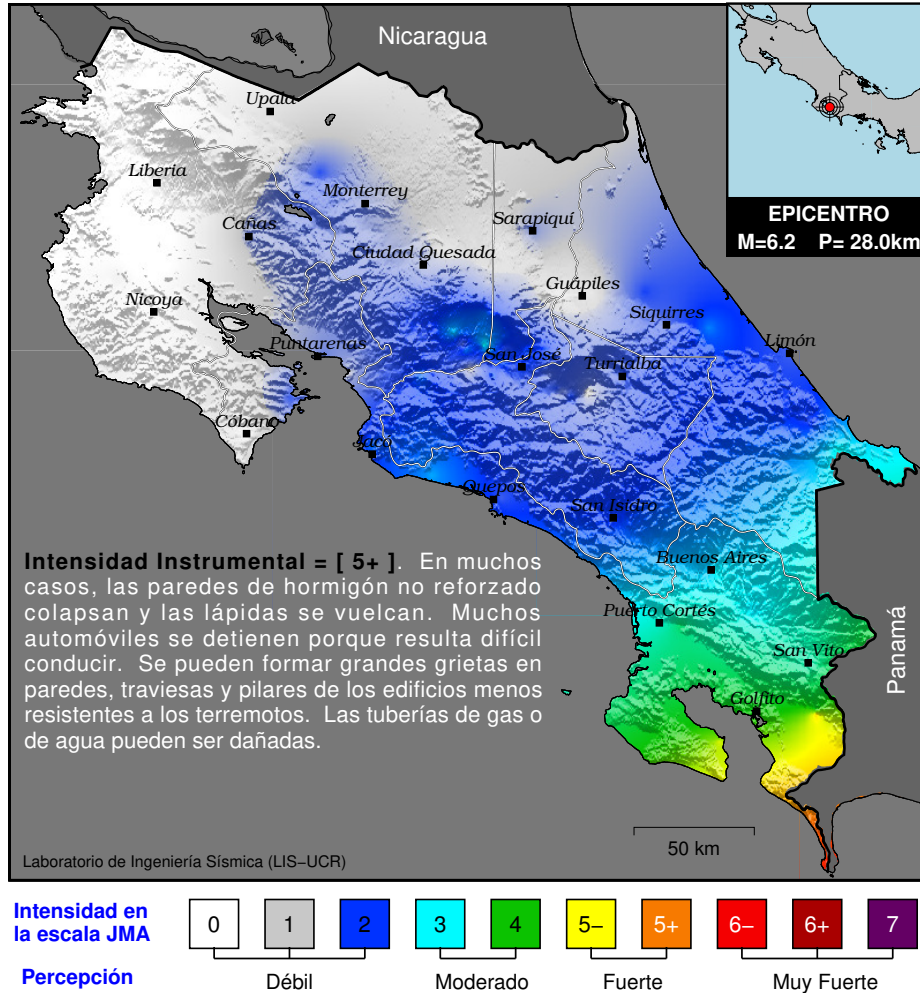 Nicaragua
Upala
Liberia
Monterrey
Cañas
Sarapiquí
EPICENTRO
M=6.2 P= 28.0km
Ciudad Quesada
Guápiles
Nicoya
Siquirres
Puntarenas
San José
Limón
Turrialba
Cóbano
Jacó
Quepos
San Isidro
Intensidad Instrumental = [ 5+ ]. En muchos
casos, las paredes de hormigón no reforzado
colapsan y las lápidas se vuelcan. Muchos
automóviles se detienen porque resulta difícil
conducir. Se pueden formar grandes grietas en
paredes, traviesas y pilares de los edificios menos
resistentes a los terremotos. Las tuberías de gas o
de agua pueden ser dañadas.
Buenos Aires
Puerto Cortés
San Vito
Panamá
Golfito
50 km
Laboratorio de Ingeniería Sísmica (LIS−UCR)
Intensidad en
la escala JMA
0 1 2 3 4 5− 5+ 6− 6+ 7
Percepción
Débil Moderado Fuerte Muy Fuerte